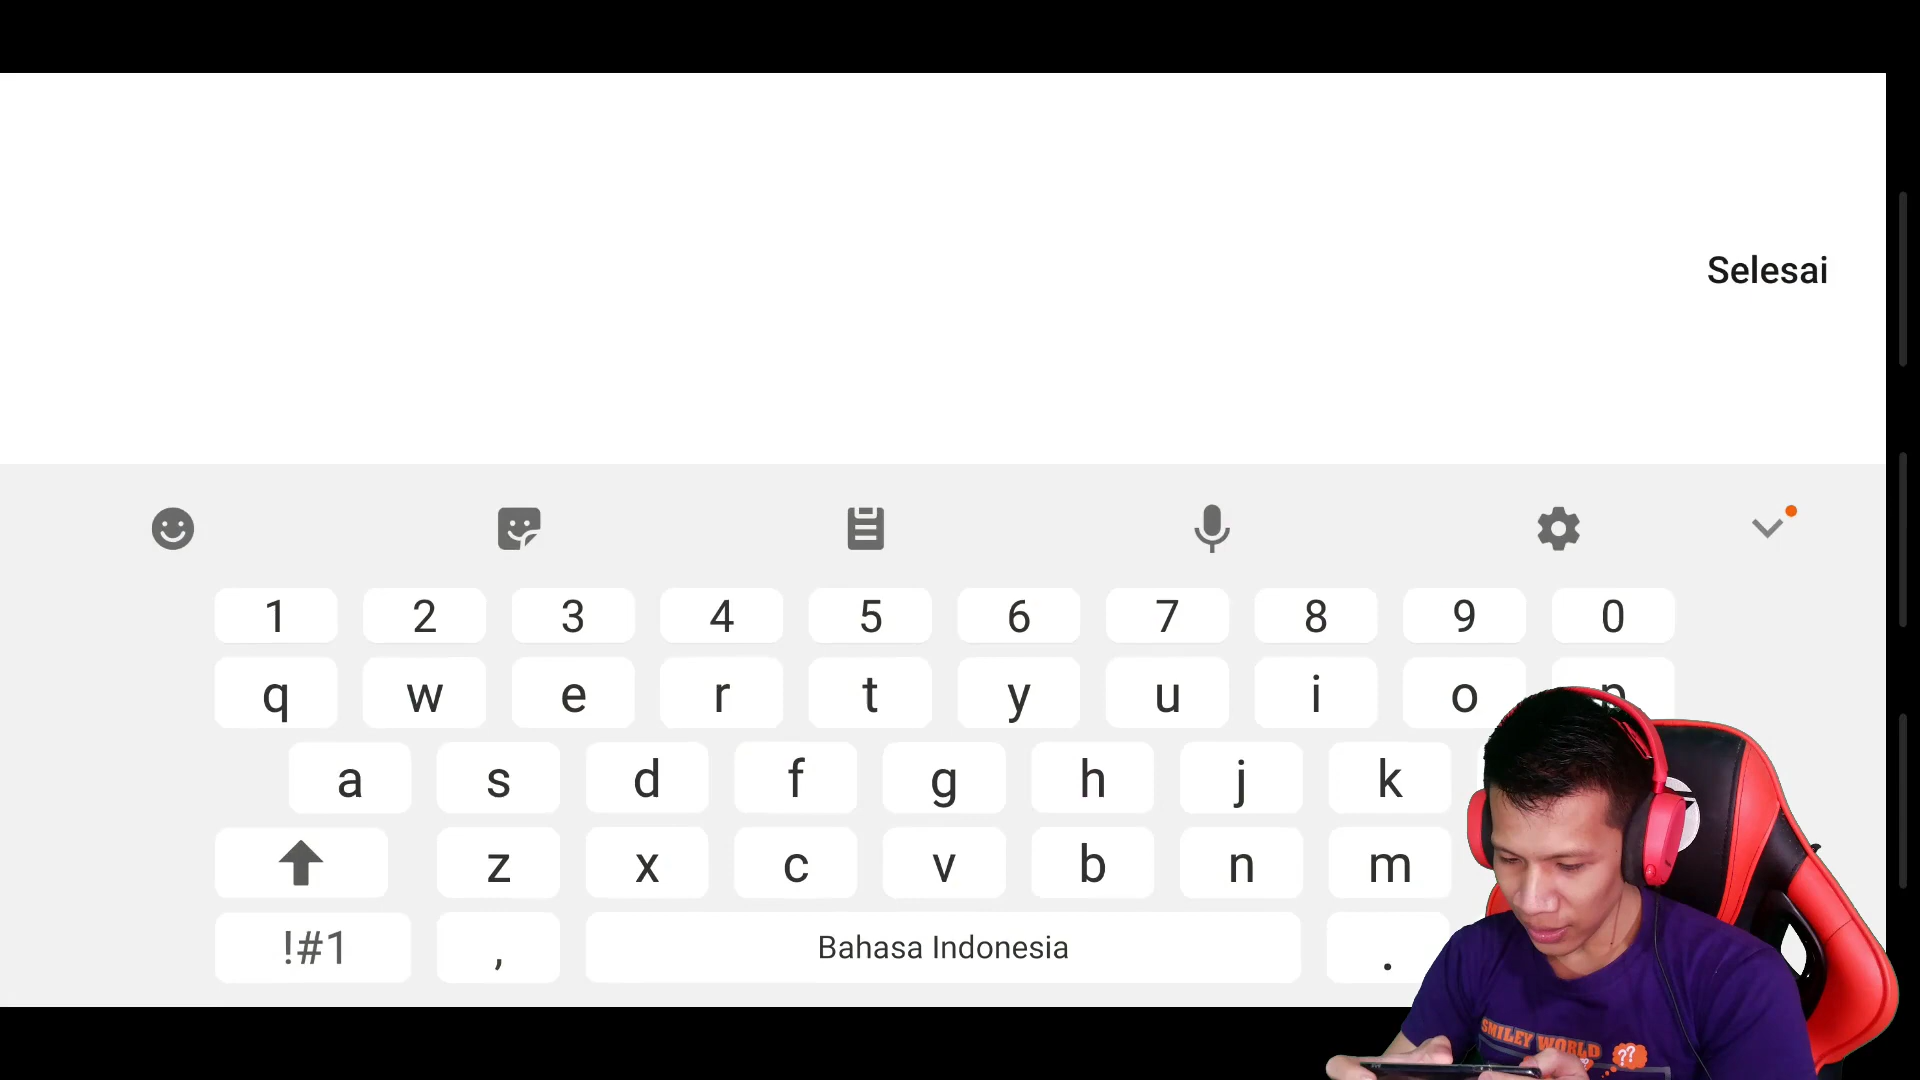 Selesai
1 2 3 4 5 6 7 8 9 0
q w e r t y u i o p
a s d f g h j k
z x c v b n m
!#1 , Bahasa Indonesia .
SMILEY WORLD
??